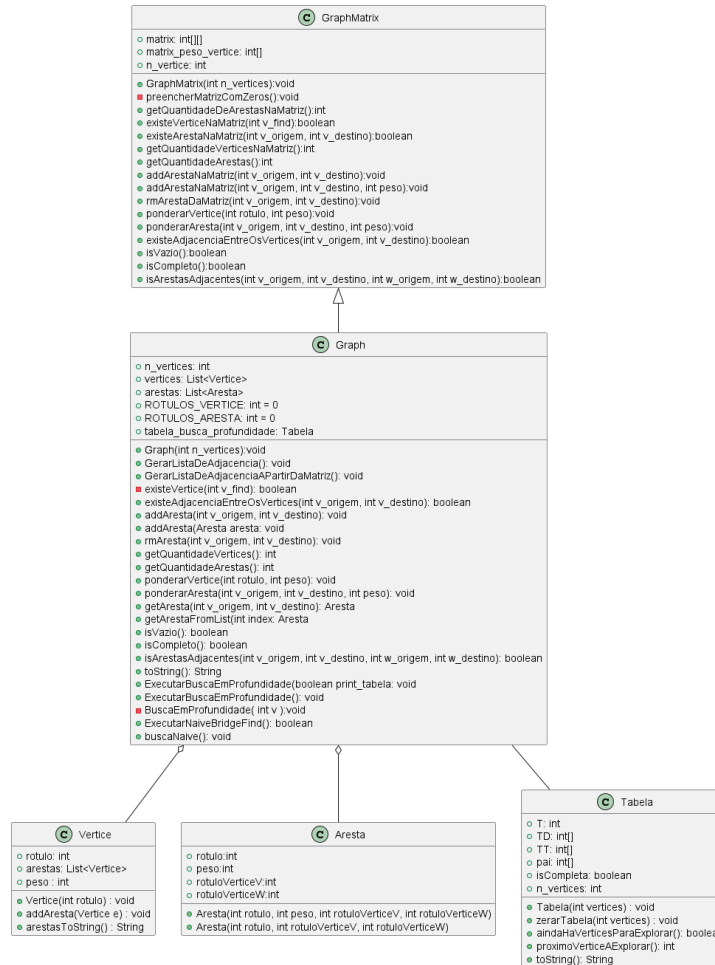 C GraphMatrix
matrix: int[][]
matrix_peso_vertice: int[]
n_vertice: int
GraphMatrix(int n_vertices):void
preencherMatrizComZeros():void
getQuantidadeDeArestasNaMatriz():int
existeVerticeNaMatriz(int v_find):boolean
existeArestaNaMatriz(int v_origem, int v_destino):boolean
getQuantidadeVerticesNaMatriz():int
getQuantidadeArestas():int
addArestaNaMatriz(int v_origem, int v_destino):void
addArestaNaMatriz(int v_origem, int v_destino, int peso):void
rmArestaDaMatriz(int v_origem, int v_destino):void
ponderarVertice(int rotulo, int peso):void
ponderarAresta(int v_origem, int v_destino, int peso):void
existeAdjacenciaEntreOsVertices(int v_origem, int v_destino):boolean
isVazio():boolean
isCompleto():boolean
isArestasAdjacentes(int v_origem, int v_destino, int w_origem, int w_destino):boolean
C Graph
n_vertices: int
vertices: List<Vertice>
arestas: List<Aresta>
ROTULOS_VERTICE: int = 0
ROTULOS_ARESTA: int = 0
tabela_busca_profundidade: Tabela
Graph(int n_vertices):void
GerarListaDeAdjacencia(): void
GerarListaDeAdjacenciaAPartirDaMatriz(): void
existeVertice(int v_find): boolean
existeAdjacenciaEntreOsVertices(int v_origem, int v_destino): boolean
addAresta(int v_origem, int v_destino): void
addAresta(Aresta aresta: void
rmAresta(int v_origem, int v_destino): void
getQuantidadeVertices(): int
getQuantidadeArestas(): int
ponderarVertice(int rotulo, int peso): void
ponderarAresta(int v_origem, int v_destino, int peso): void
getAresta(int v_origem, int v_destino): Aresta
getArestaFromList(int index: Aresta
isVazio(): boolean
isCompleto(): boolean
isArestasAdjacentes(int v_origem, int v_destino, int w_origem, int w_destino): boolean
toString(): String
ExecutarBuscaEmProfundidade(boolean print_tabela: void
ExecutarBuscaEmProfundidade(): void
BuscaEmProfundidade( int v ):void
ExecutarNaiveBridgeFind(): boolean
buscaNaive(): void
C Vertice
rotulo: int
arestas: List<Vertice>
peso : int
Vertice(int rotulo) : void
addAresta(Vertice e) : void
arestasToString() : String
C Aresta
rotulo:int
peso:int
rotuloVerticeV:int
rotuloVerticeW:int
Aresta(int rotulo, int peso, int rotuloVerticeV, int rotuloVerticeW)
Aresta(int rotulo, int rotuloVerticeV, int rotuloVerticeW)
C Tabela
T: int
TD: int[]
TT: int[]
pai: int[]
isCompleta: boolean
n_vertices: int
Tabela(int vertices) : void
zerarTabela(int vertices) : void
aindaHaVerticesParaExplorar(): boolea
proximoVerticeAExplorar(): int
toString(): String